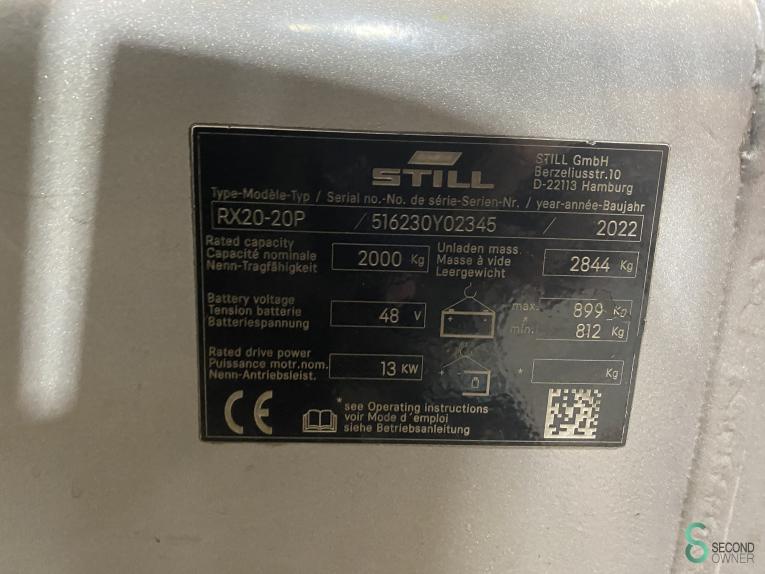 STILL
STILL GmbH
Berzeliusstr.10
D-22113 Hamburg
Type-Modèle-Typ / Serial no.-No. de série-Serien-Nr. / year-année-Baujahr
RX20-20P / 516230Y02345 / 2022
Rated capacity
Capacité nominale
Nenn-Tragfähigkeit
2000 Kg
Unladen mass
Masse à vide
Leergewicht
2844 Kg
Battery voltage
Tension batterie
Batteriespannung
48 V
max. 899 Kg
*
min. 812 Kg
Rated drive power
Puissance motr.nom.
Nenn-Antriebsleist.
13 KW
* Kg
CE
*see Operating instructions
voir Mode d'emploi
siehe Betriebsanleitung
SECOND
OWNER